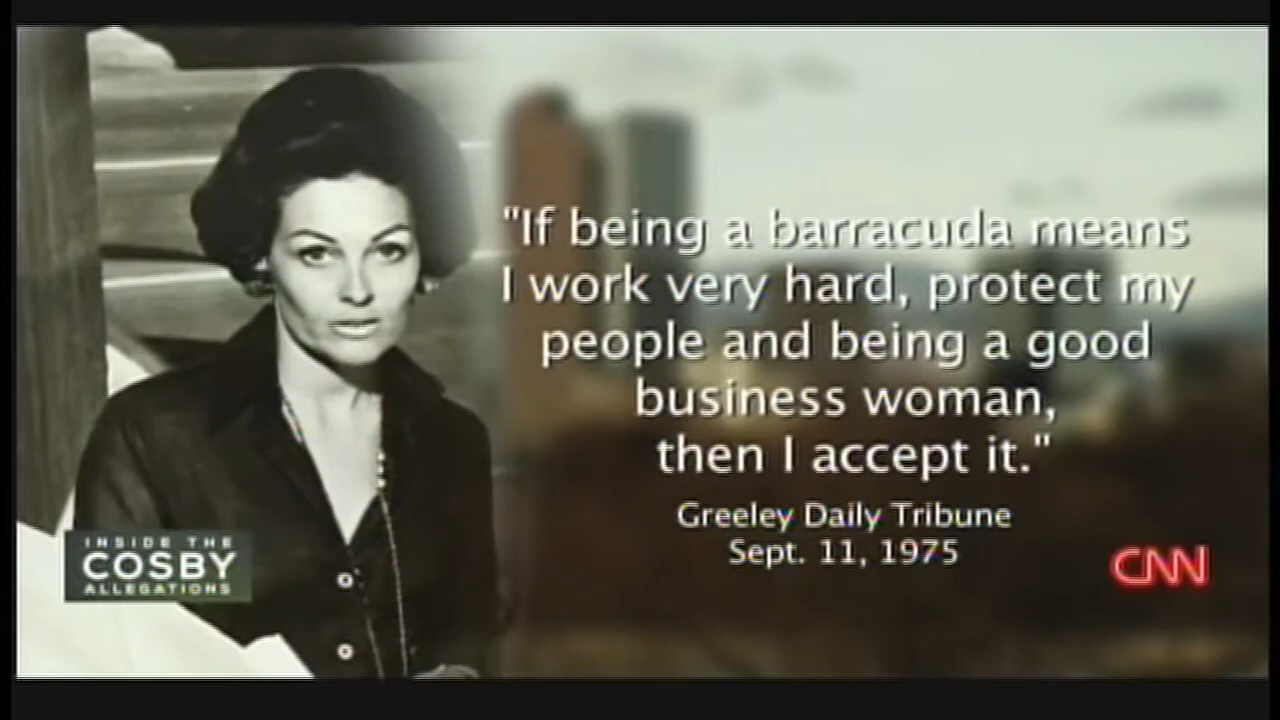 "If being a barracuda means
I work very hard, protect my
people and being a good
business woman,
then I accept it."
Greeley Daily Tribune
Sept. 11, 1975
INSIDE THE
COSBY
ALLEGATIONS
CNN